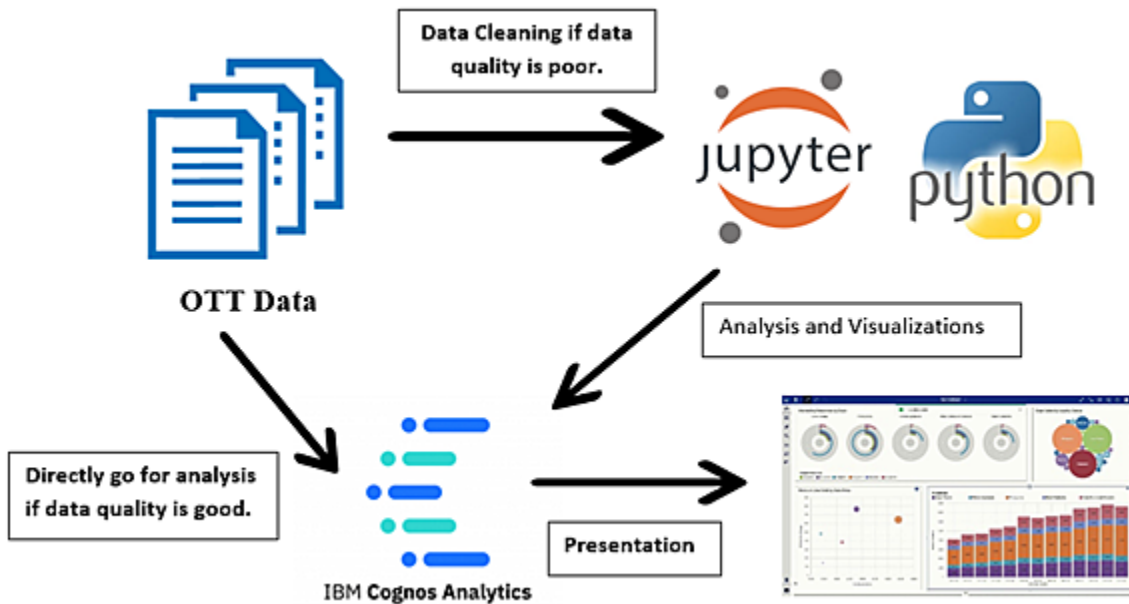 Data Cleaning if data
quality is poor.
jupyter
python
OTT Data
Analysis and Visualizations
Directly go for analysis
if data quality is good.
Presentation
IBM Cognos Analytics